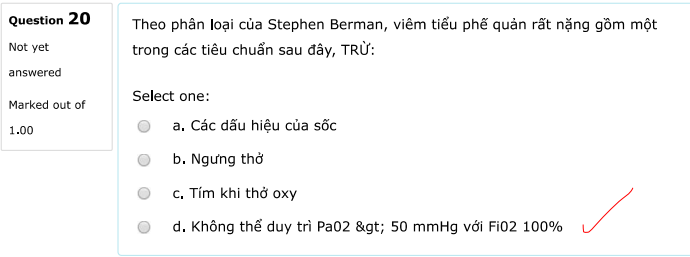 Question 20
Not yet
answered
Marked out of
1.00
Theo phân loại của Stephen Berman, viêm tiểu phế quản rất nặng gồm một
trong các tiêu chuẩn sau đây, TRỪ:
Select one:
a. Các dấu hiệu của sốc
b. Ngưng thở
c. Tím khi thở oxy
d. Không thể duy trì Pa02 &gt; 50 mmHg với Fi02 100%